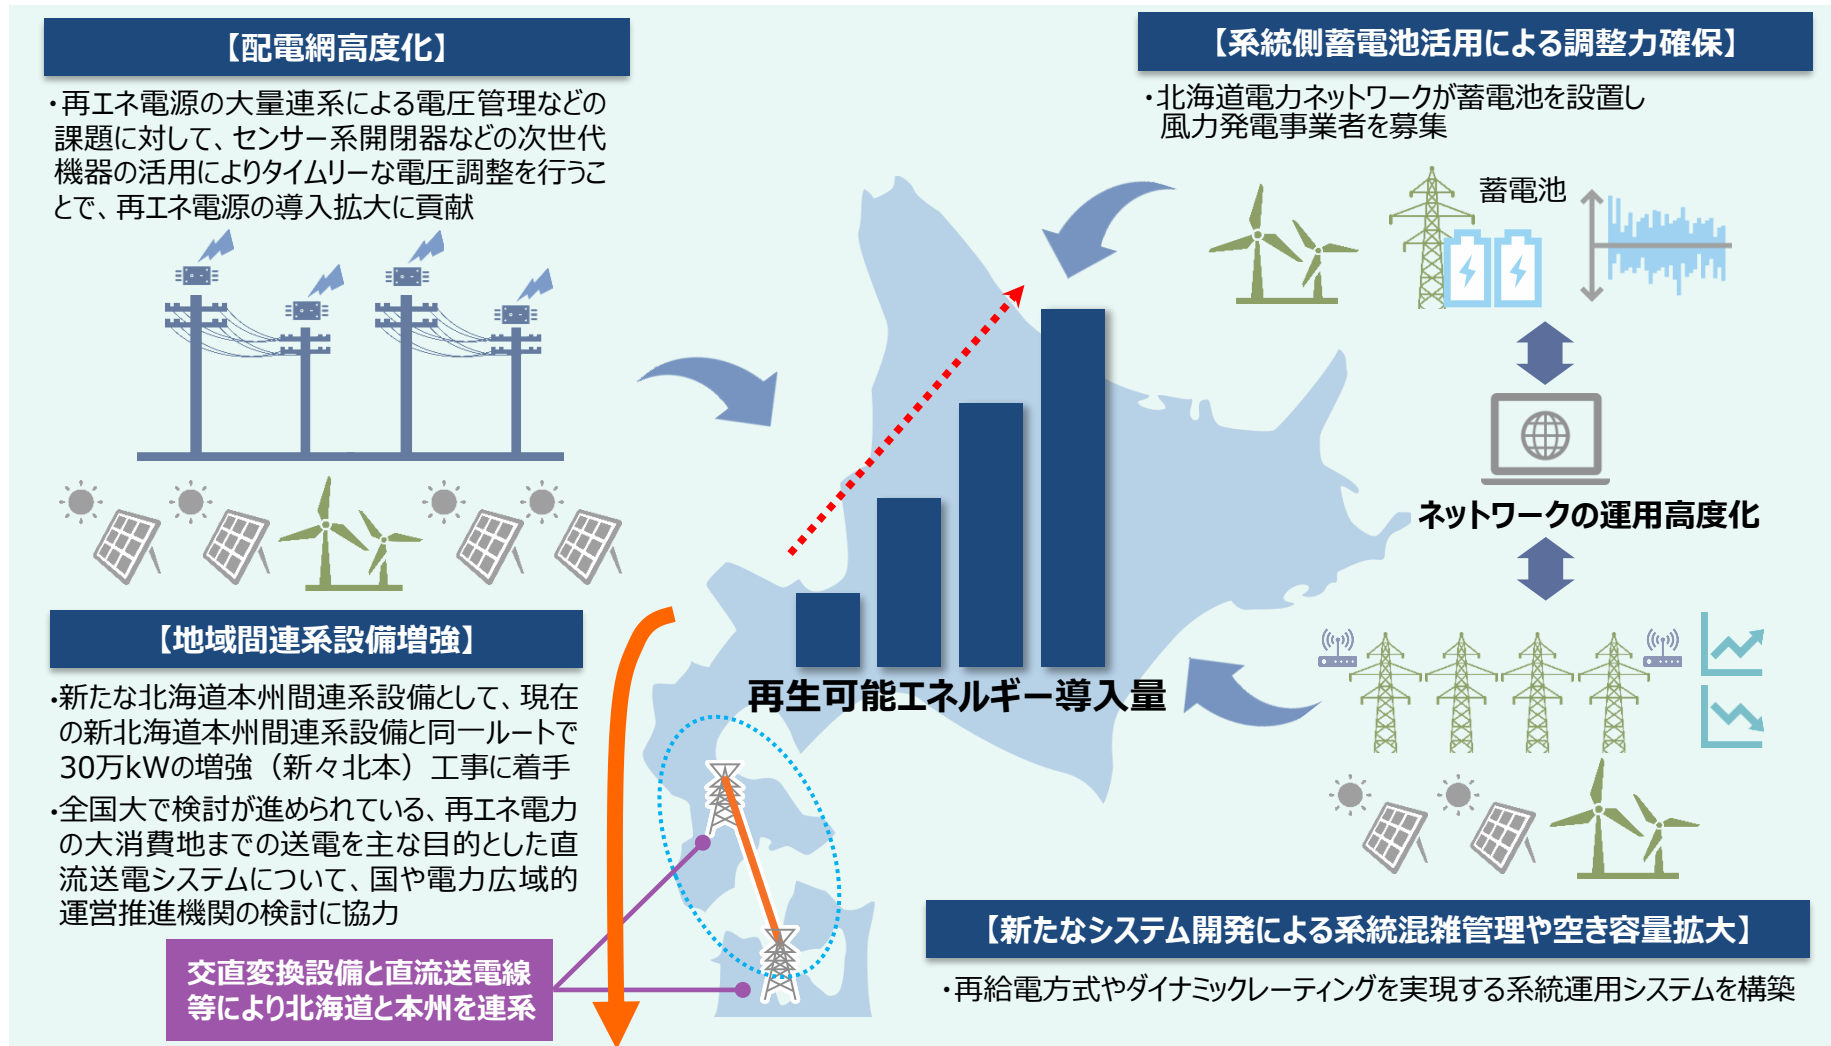 【配電網高度化】
・再エネ電源の大量連系による電圧管理などの
課題に対して、センサー系開閉器などの次世代
機器の活用によりタイムリーな電圧調整を行うこ
とで、再エネ電源の導入拡大に貢献
【系統側蓄電池活用による調整力確保】
・北海道電力ネットワークが蓄電池を設置し
風力発電事業者を募集
蓄電池
ネットワークの運用高度化
再生可能エネルギー導入量
【地域間連系設備増強】
・新たな北海道本州間連系設備として、現在
の新北海道本州間連系設備と同一ルートで
30万kWの増強（新々北本）工事に着手
・全国大で検討が進められている、再エネ電力
の大消費地までの送電を主な目的とした直
流送電システムについて、国や電力広域的
運営推進機関の検討に協力
交直変換設備と直流送電線
等により北海道と本州を連系
【新たなシステム開発による系統混雑管理や空き容量拡大】
・再給電方式やダイナミックレーティングを実現する系統運用システムを構築